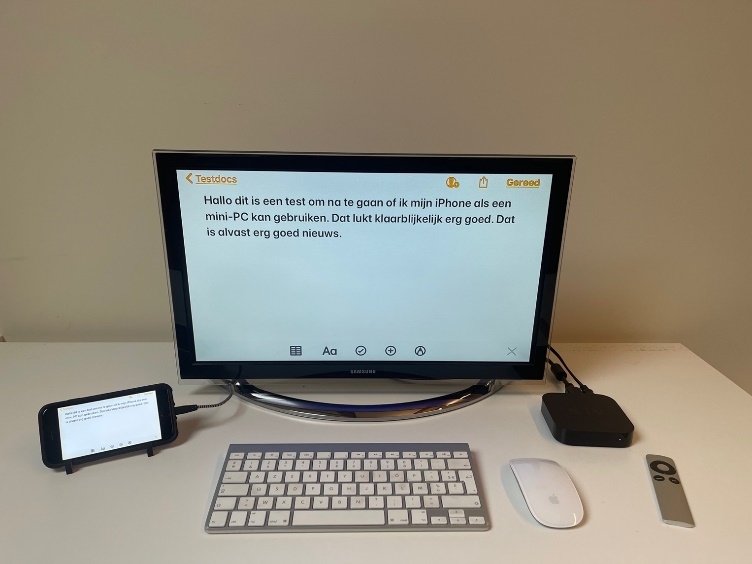 Testdocs
Gereed
Hallo dit is een test om na te gaan of ik mijn iPhone als een
mini-PC kan gebruiken. Dat lukt klaarblijkelijk erg goed. Dat
is alvast erg goed nieuws.
Aa
SAMSUNG